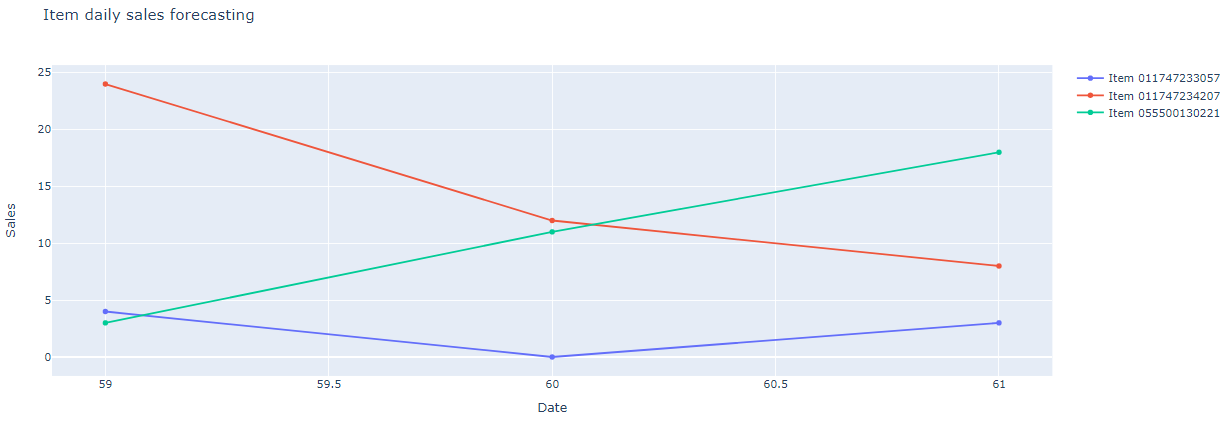 Item daily sales forecasting
25
20
15
10
5
0
Sales
59
59.5
60
60.5
61
Date
Item 011747233057
Item 011747234207
Item 055500130221